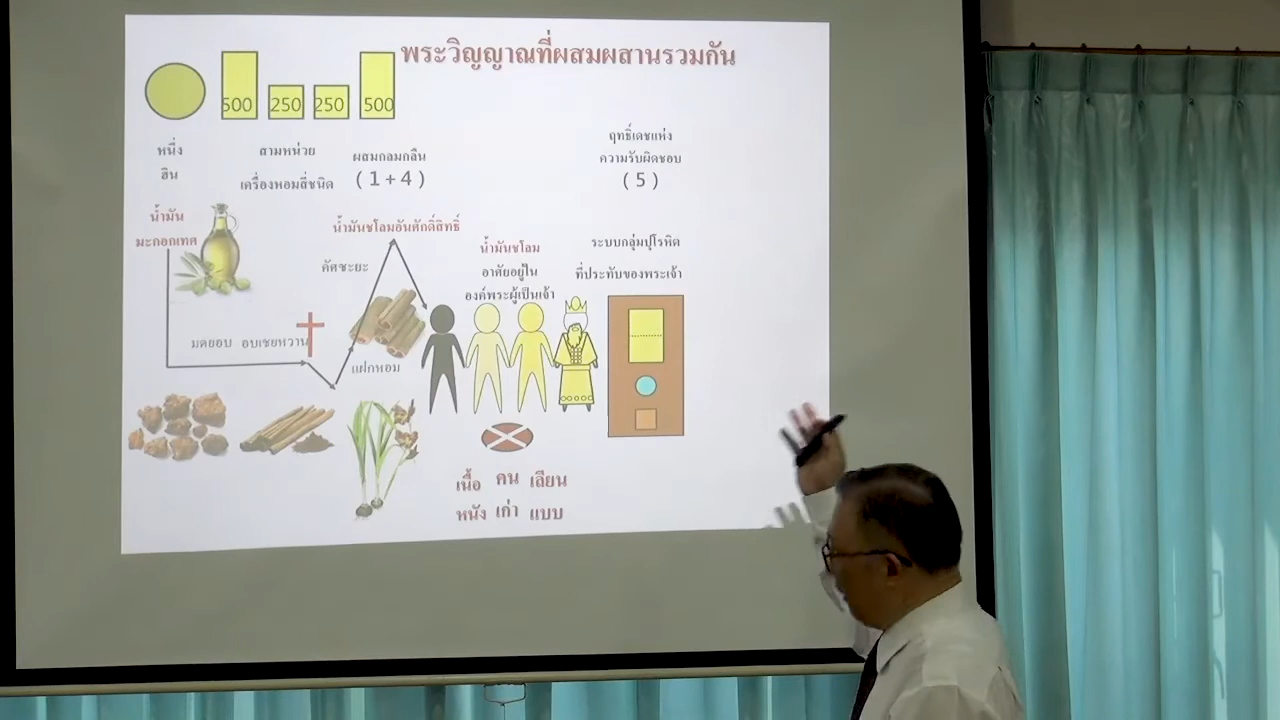 พระวิญญาณที่ผสมผสานรวมกัน
500 250 250 500
หนึ่ง
ฮิน
สามหน่วย
เครื่องหอมสี่ชนิด
ผสมกลมกลืน
( 1 + 4 )
ฤทธิ์เดชแห่ง
ความรับผิดชอบ
( 5 )
น้ำมัน
มะกอกเทศ
น้ำมันชโลมอันศักดิ์สิทธิ์
คัศซะยะ
น้ำมันชโลม
อาศัยอยู่ใน
องค์พระผู้เป็นเจ้า
ระบบกลุ่มปุโรหิต
ที่ประทับของพระเจ้า
มดยอบ อบเชยหวาน
แฝกหอม
เนื้อ คน เลียน
หนัง เก่า แบบ